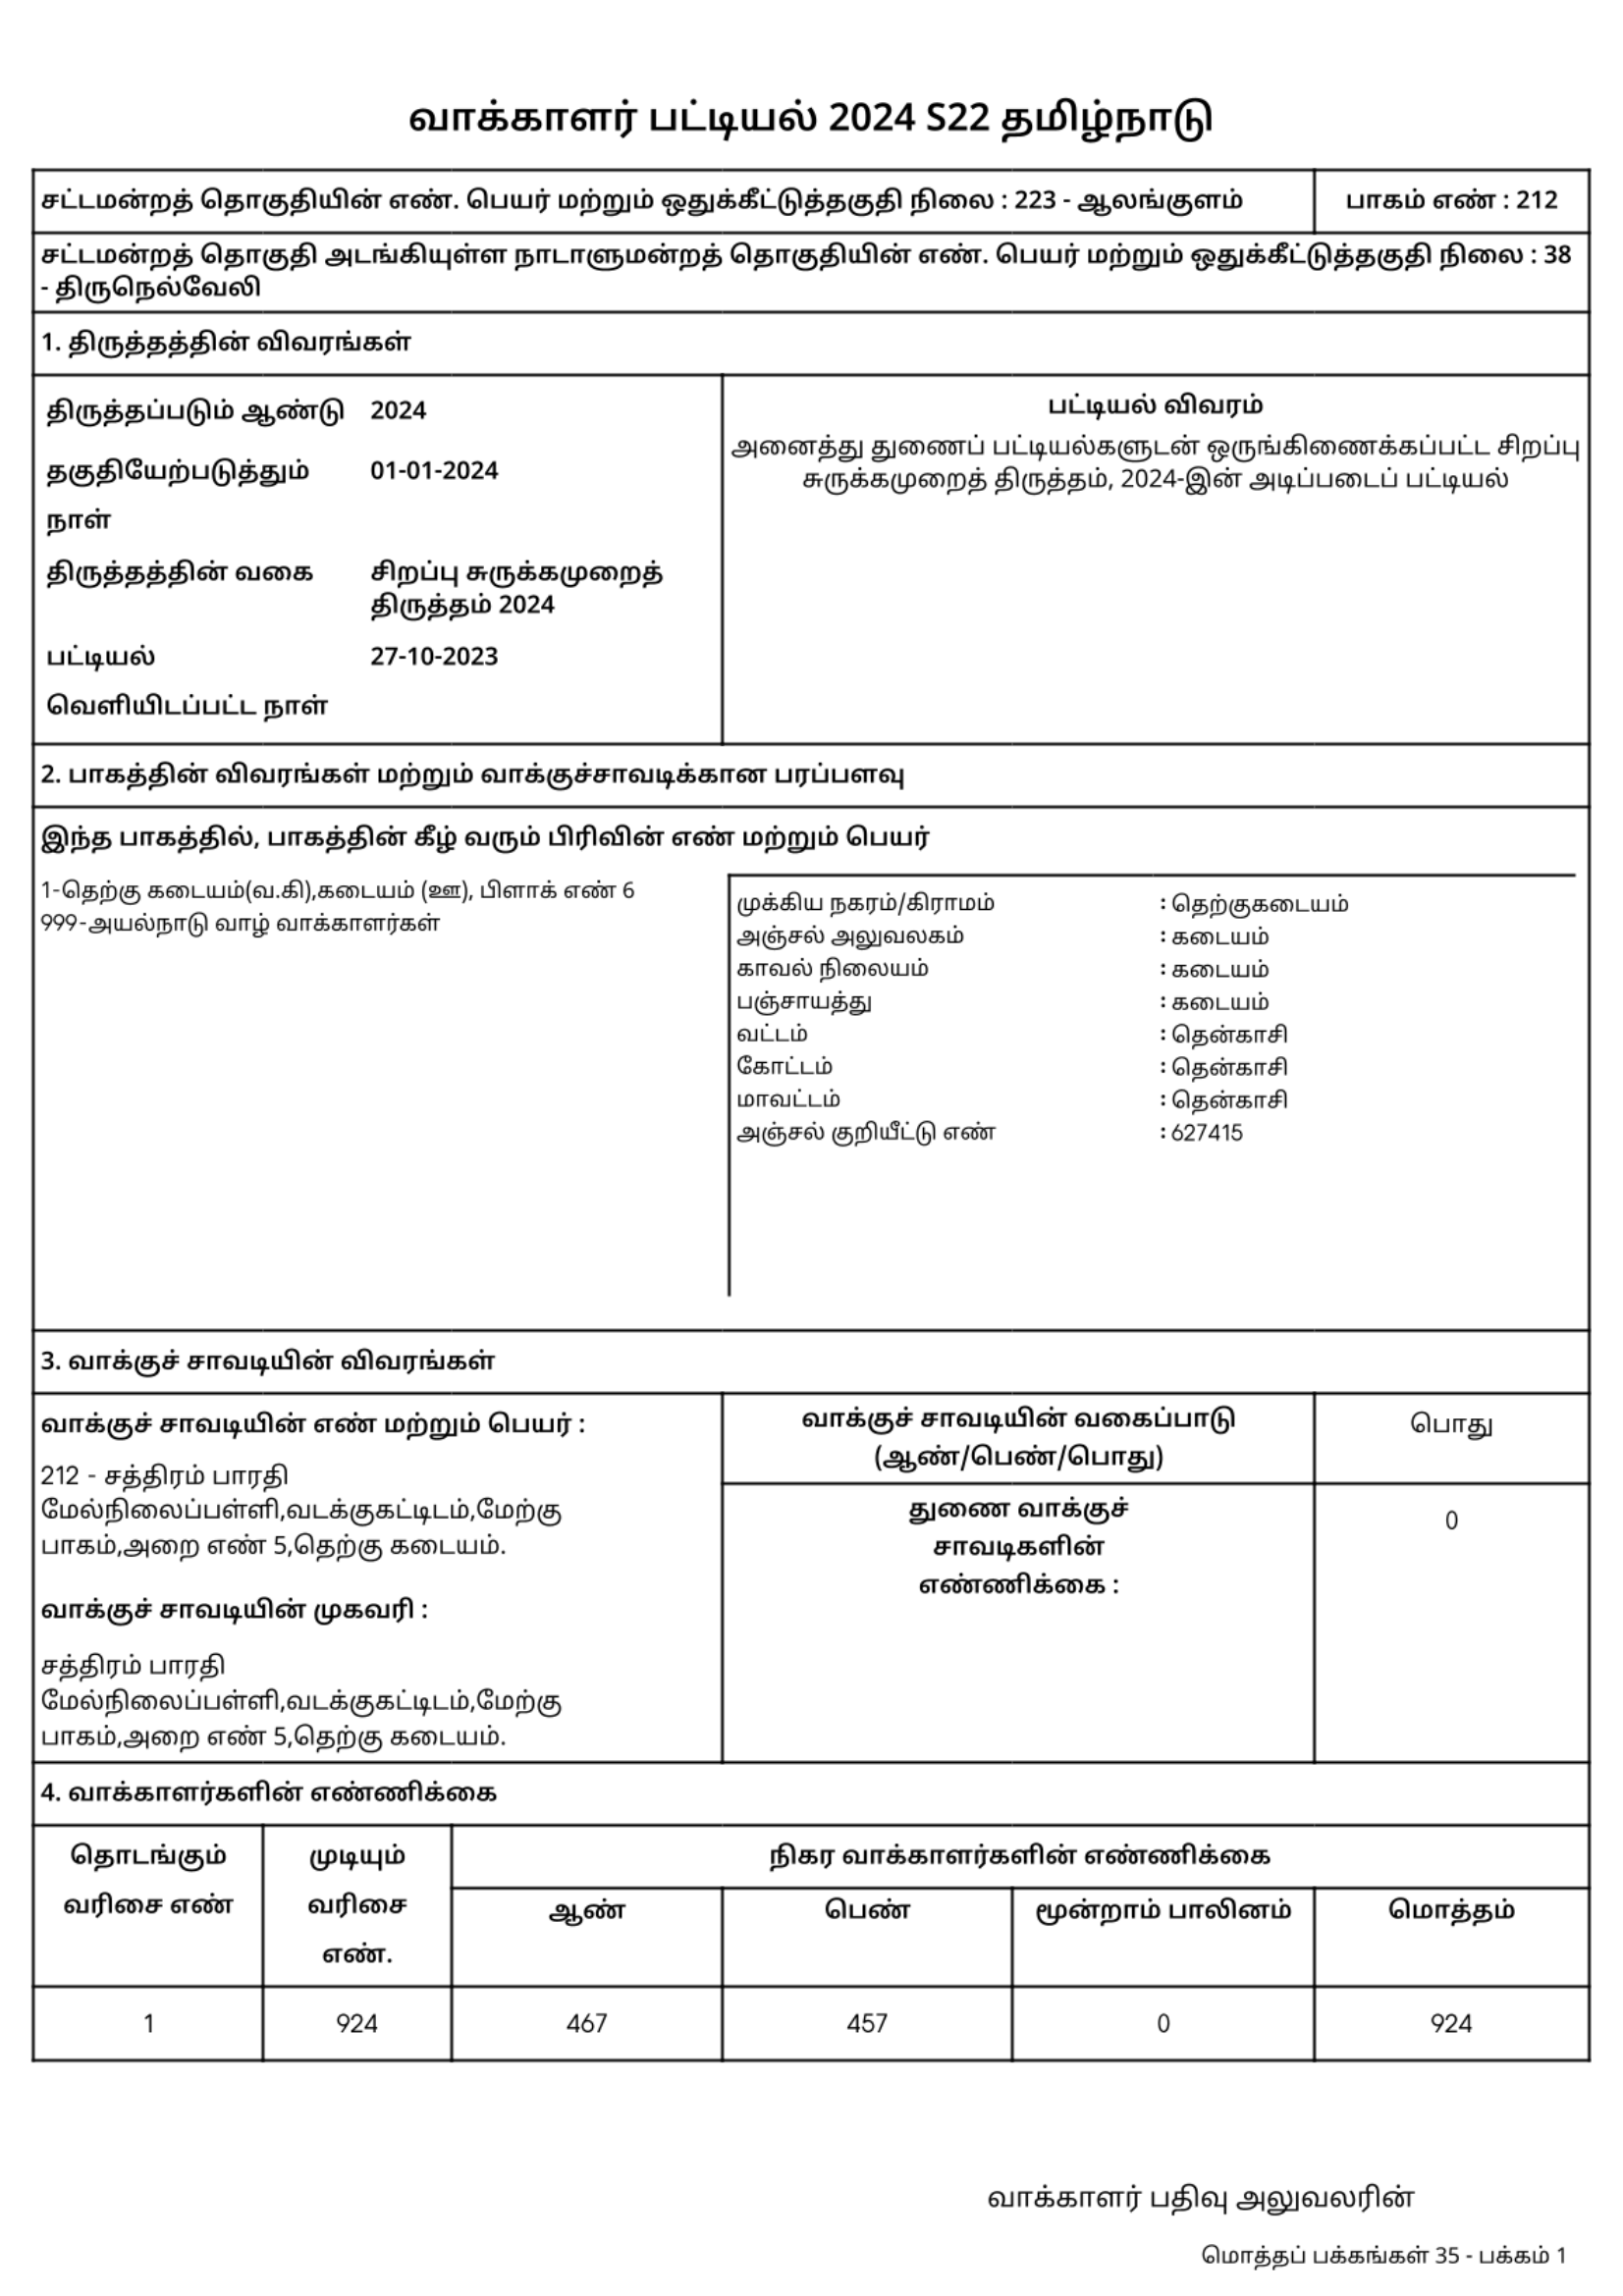 வாக்காளர் பட்டியல் 2024 S22 தமிழ்நாடு
சட்டமன்றத் தொகுதியின் எண். பெயர் மற்றும் ஒதுக்கீட்டுத்தகுதி நிலை : 223 - ஆலங்குளம்
பாகம் எண் : 212
சட்டமன்றத் தொகுதி அடங்கியுள்ள நாடாளுமன்றத் தொகுதியின் எண். பெயர் மற்றும் ஒதுக்கீட்டுத்தகுதி நிலை : 38
- திருநெல்வேலி
1. திருத்தத்தின் விவரங்கள்
திருத்தப்படும் ஆண்டு 2024
தகுதியேற்படுத்தும் 01-01-2024
நாள்
திருத்தத்தின் வகை சிறப்பு சுருக்கமுறைத்
திருத்தம் 2024
பட்டியல் 27-10-2023
வெளியிடப்பட்ட நாள்
பட்டியல் விவரம்
அனைத்து துணைப் பட்டியல்களுடன் ஒருங்கிணைக்கப்பட்ட சிறப்பு
சுருக்கமுறைத் திருத்தம், 2024-இன் அடிப்படைப் பட்டியல்
2. பாகத்தின் விவரங்கள் மற்றும் வாக்குச்சாவடிக்கான பரப்பளவு
இந்த பாகத்தில், பாகத்தின் கீழ் வரும் பிரிவின் எண் மற்றும் பெயர்
1-தெற்கு கடையம்(வ.கி),கடையம் (ஊ), பிளாக் எண் 6
999-அயல்நாடு வாழ் வாக்காளர்கள்
முக்கிய நகரம்/கிராமம் : தெற்குகடையம்
அஞ்சல் அலுவலகம் : கடையம்
காவல் நிலையம் : கடையம்
பஞ்சாயத்து : கடையம்
வட்டம் : தென்காசி
கோட்டம் : தென்காசி
மாவட்டம் : தென்காசி
அஞ்சல் குறியீட்டு எண் : 627415
3. வாக்குச் சாவடியின் விவரங்கள்
வாக்குச் சாவடியின் எண் மற்றும் பெயர் :
212 - சத்திரம் பாரதி
மேல்நிலைப்பள்ளி,வடக்குகட்டிடம்,மேற்கு
பாகம்,அறை எண் 5,தெற்கு கடையம்.
வாக்குச் சாவடியின் முகவரி :
சத்திரம் பாரதி
மேல்நிலைப்பள்ளி,வடக்குகட்டிடம்,மேற்கு
பாகம்,அறை எண் 5,தெற்கு கடையம்.
வாக்குச் சாவடியின் வகைப்பாடு
(ஆண்/பெண்/பொது)
பொது
துணை வாக்குச்
சாவடிகளின்
எண்ணிக்கை :
0
4. வாக்காளர்களின் எண்ணிக்கை
தொடங்கும்
வரிசை எண்
முடியும்
வரிசை
எண்.
நிகர வாக்காளர்களின் எண்ணிக்கை
ஆண் பெண் மூன்றாம் பாலினம் மொத்தம்
1 924 467 457 0 924
வாக்காளர் பதிவு அலுவலரின்
மொத்தப் பக்கங்கள் 35 - பக்கம் 1